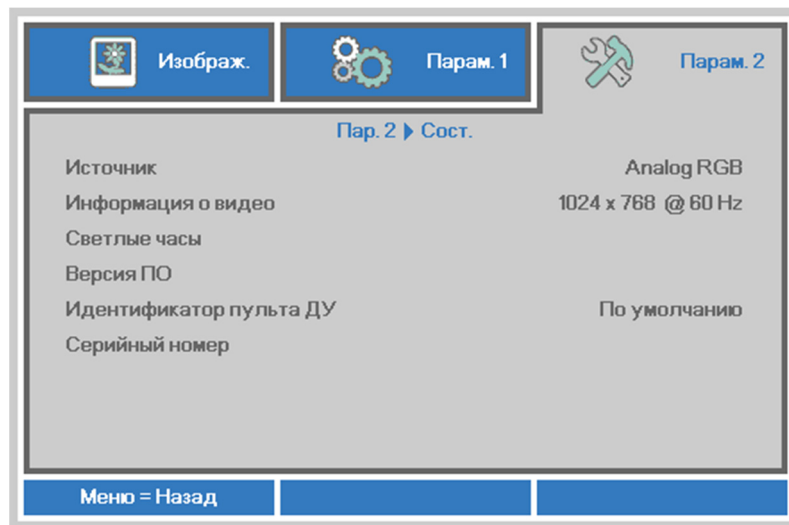 Изображ. Парам. 1 Парам. 2
Пар. 2 ▶ Сост.
Источник Analog RGB
Информация о видео 1024 x 768 @ 60 Hz
Светлые часы
Версия ПО
Идентификатор пульта ДУ По умолчанию
Серийный номер
Меню = Назад